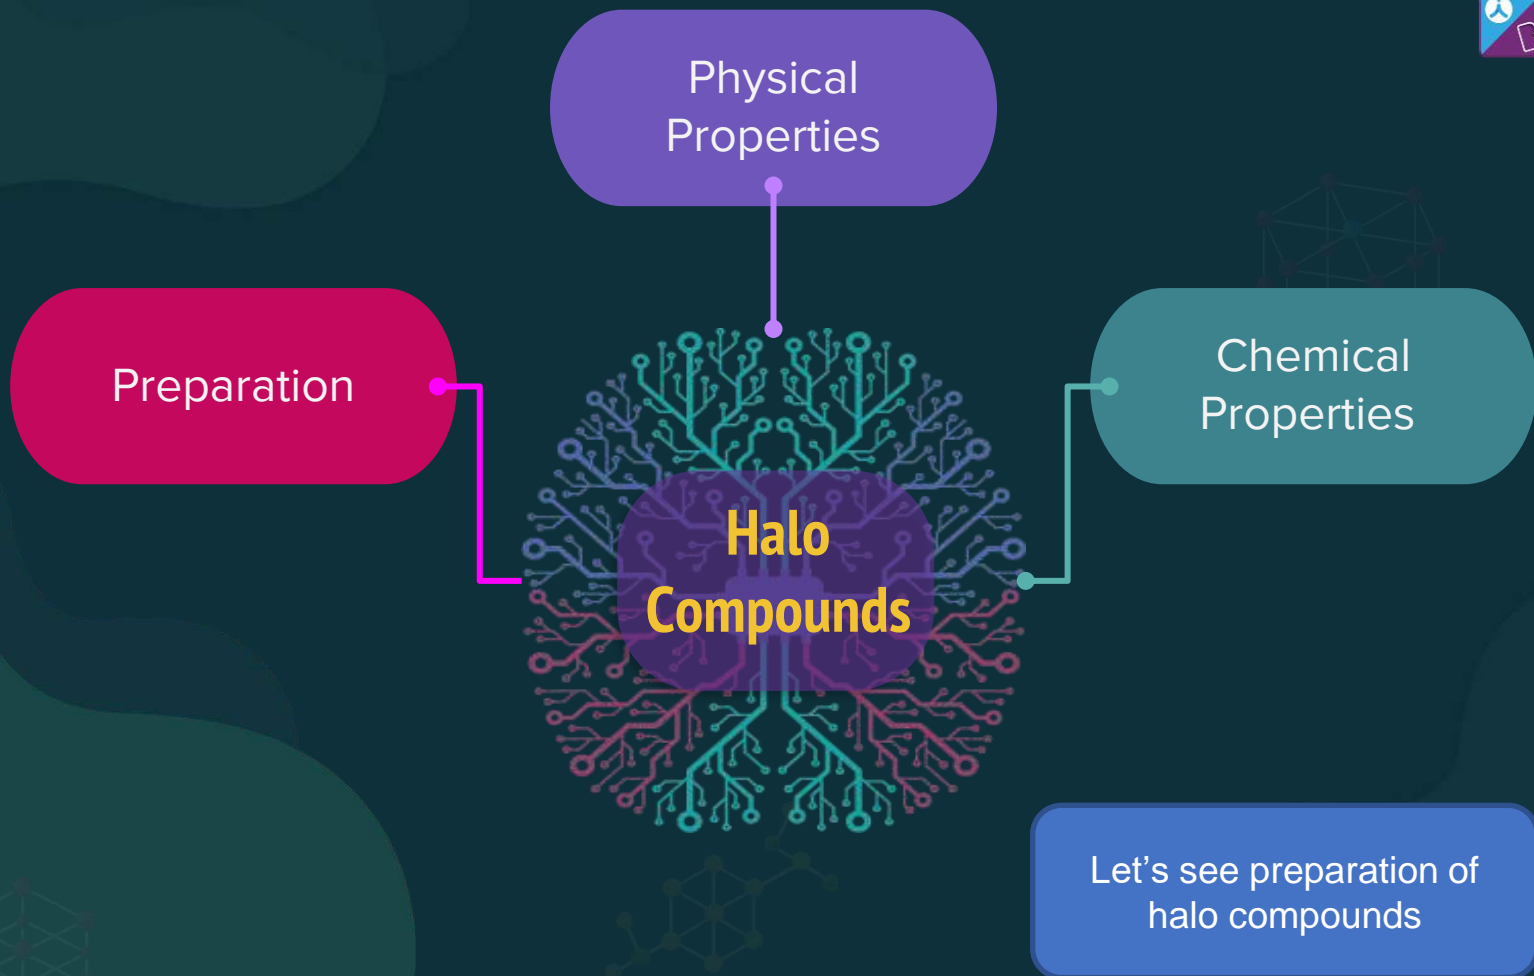 Physical
Properties
Preparation
Chemical
Properties
Halo
Compounds
Let’s see preparation of
halo compounds